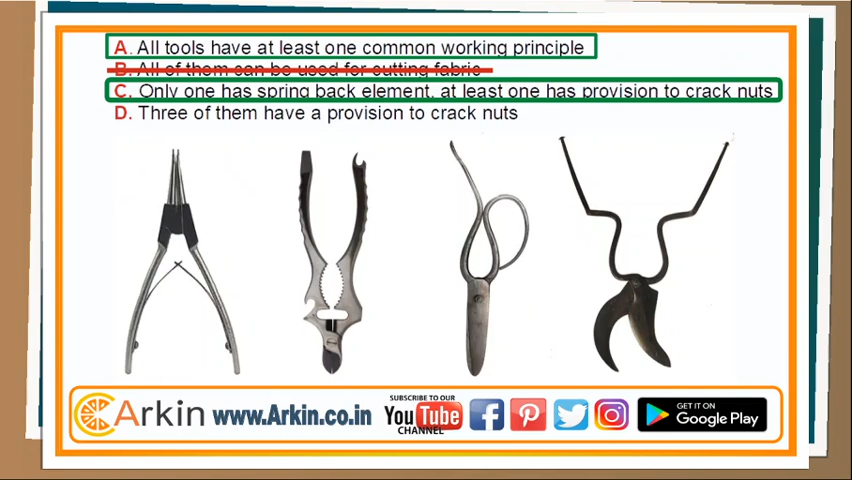 A. All tools have at least one common working principle
B. All of them can be used for cutting fabric
C. Only one has spring back element, at least one has provision to crack nuts
D. Three of them have a provision to crack nuts
Arkin www.Arkin.co.in
SUBSCRIBE TO OUR
YouTube
CHANNEL
GET IT ON
Google Play